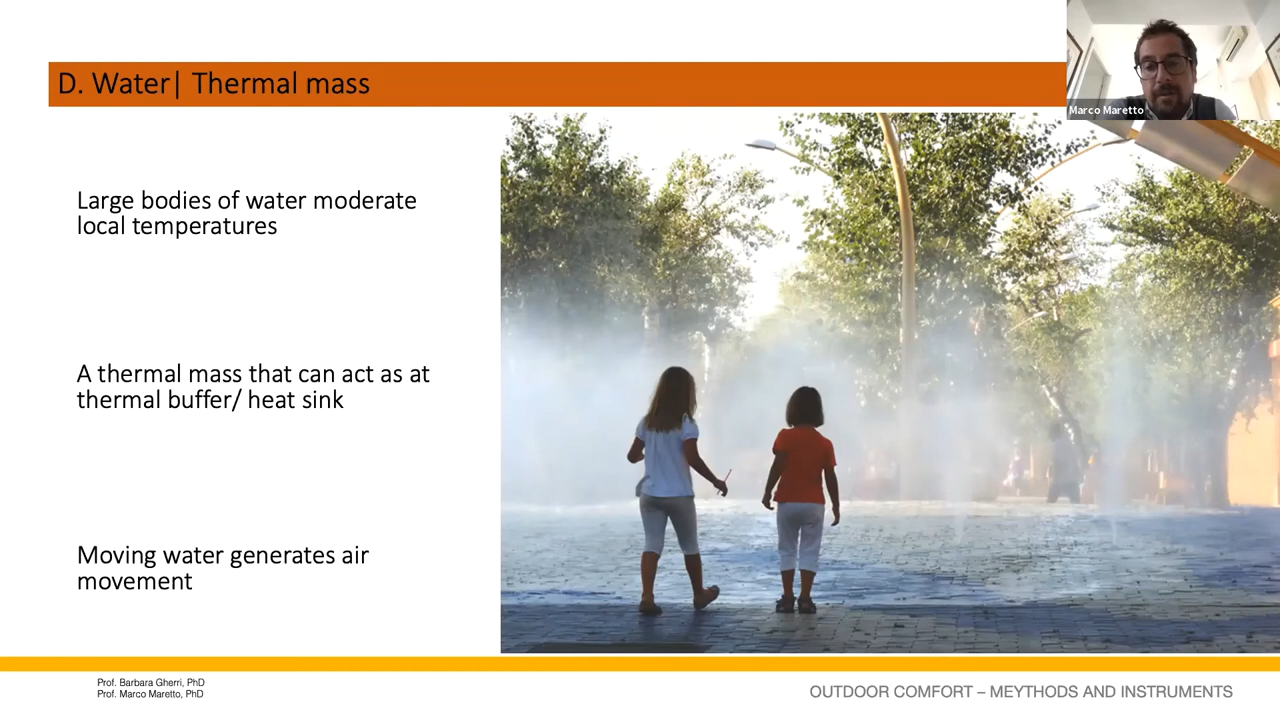 D. Water| Thermal mass
Marco Maretto
Large bodies of water moderate
local temperatures
A thermal mass that can act as at
thermal buffer/ heat sink
Moving water generates air
movement
Prof. Barbara Gherri, PhD
Prof. Marco Maretto, PhD
OUTDOOR COMFORT – MEYTHODS AND INSTRUMENTS